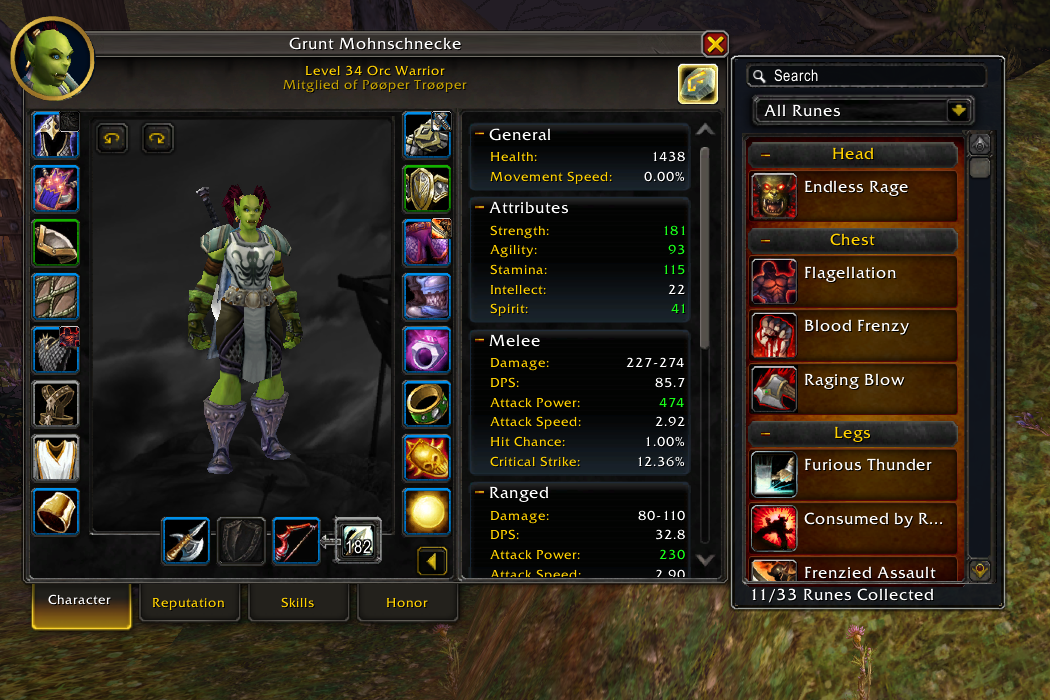 Grunt Mohnschnecke
Level 34 Orc Warrior
Mitglied of Pøøper Trøøper
General
Health: 1438
Movement Speed: 0.00%
Attributes
Strength: 181
Agility: 93
Stamina: 115
Intellect: 22
Spirit: 41
Melee
Damage: 227-274
DPS: 85.7
Attack Power: 474
Attack Speed: 2.92
Hit Chance: 1.00%
Critical Strike: 12.36%
Ranged
Damage: 80-110
DPS: 32.8
Attack Power: 230
Attack Speed: 2.90
182
Character
Reputation
Skills
Honor
Search
All Runes
Head
Endless Rage
Chest
Flagellation
Blood Frenzy
Raging Blow
Legs
Furious Thunder
Consumed by R...
Frenzied Assault
11/33 Runes Collected